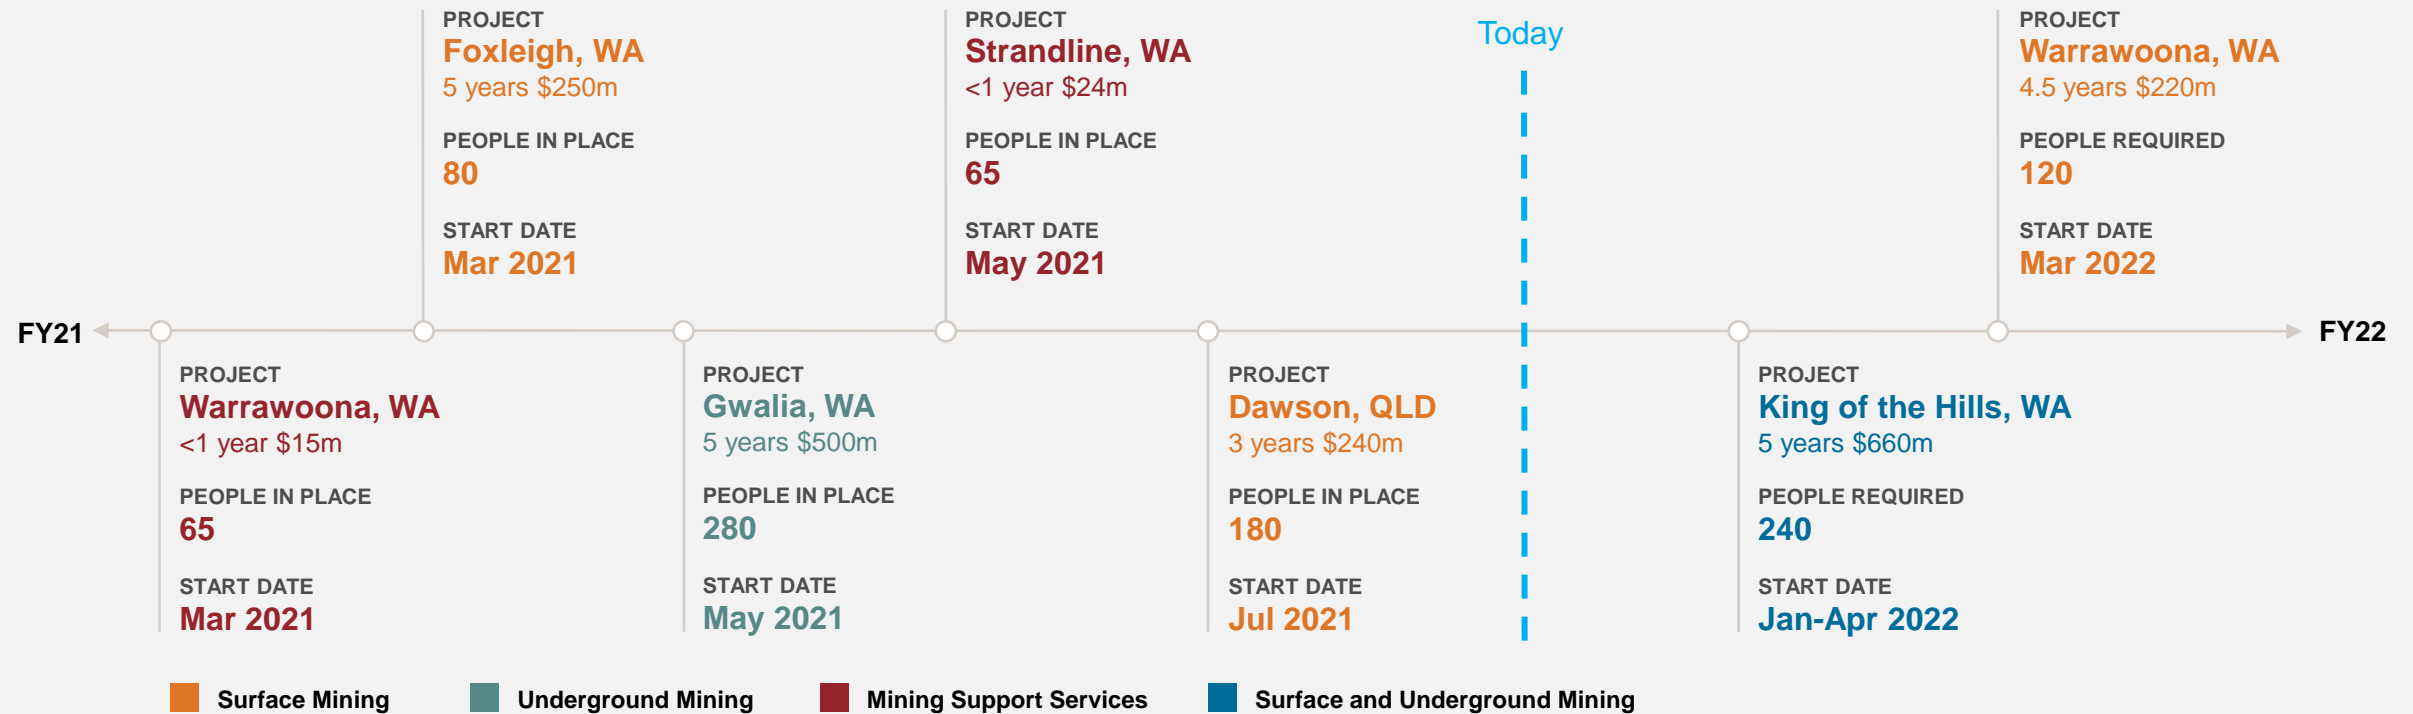 PROJECT
Foxleigh, WA
5 years $250m
PEOPLE IN PLACE
80
START DATE
Mar 2021
PROJECT
Strandline, WA
<1 year $24m
PEOPLE IN PLACE
65
START DATE
May 2021
Today
PROJECT
Warrawoona, WA
4.5 years $220m
PEOPLE REQUIRED
120
START DATE
Mar 2022
FY21
FY22
PROJECT
Warrawoona, WA
<1 year $15m
PEOPLE IN PLACE
65
START DATE
Mar 2021
PROJECT
Gwalia, WA
5 years $500m
PEOPLE IN PLACE
280
START DATE
May 2021
PROJECT
Dawson, QLD
3 years $240m
PEOPLE IN PLACE
180
START DATE
Jul 2021
PROJECT
King of the Hills, WA
5 years $660m
PEOPLE REQUIRED
240
START DATE
Jan-Apr 2022
Surface Mining
Underground Mining
Mining Support Services
Surface and Underground Mining